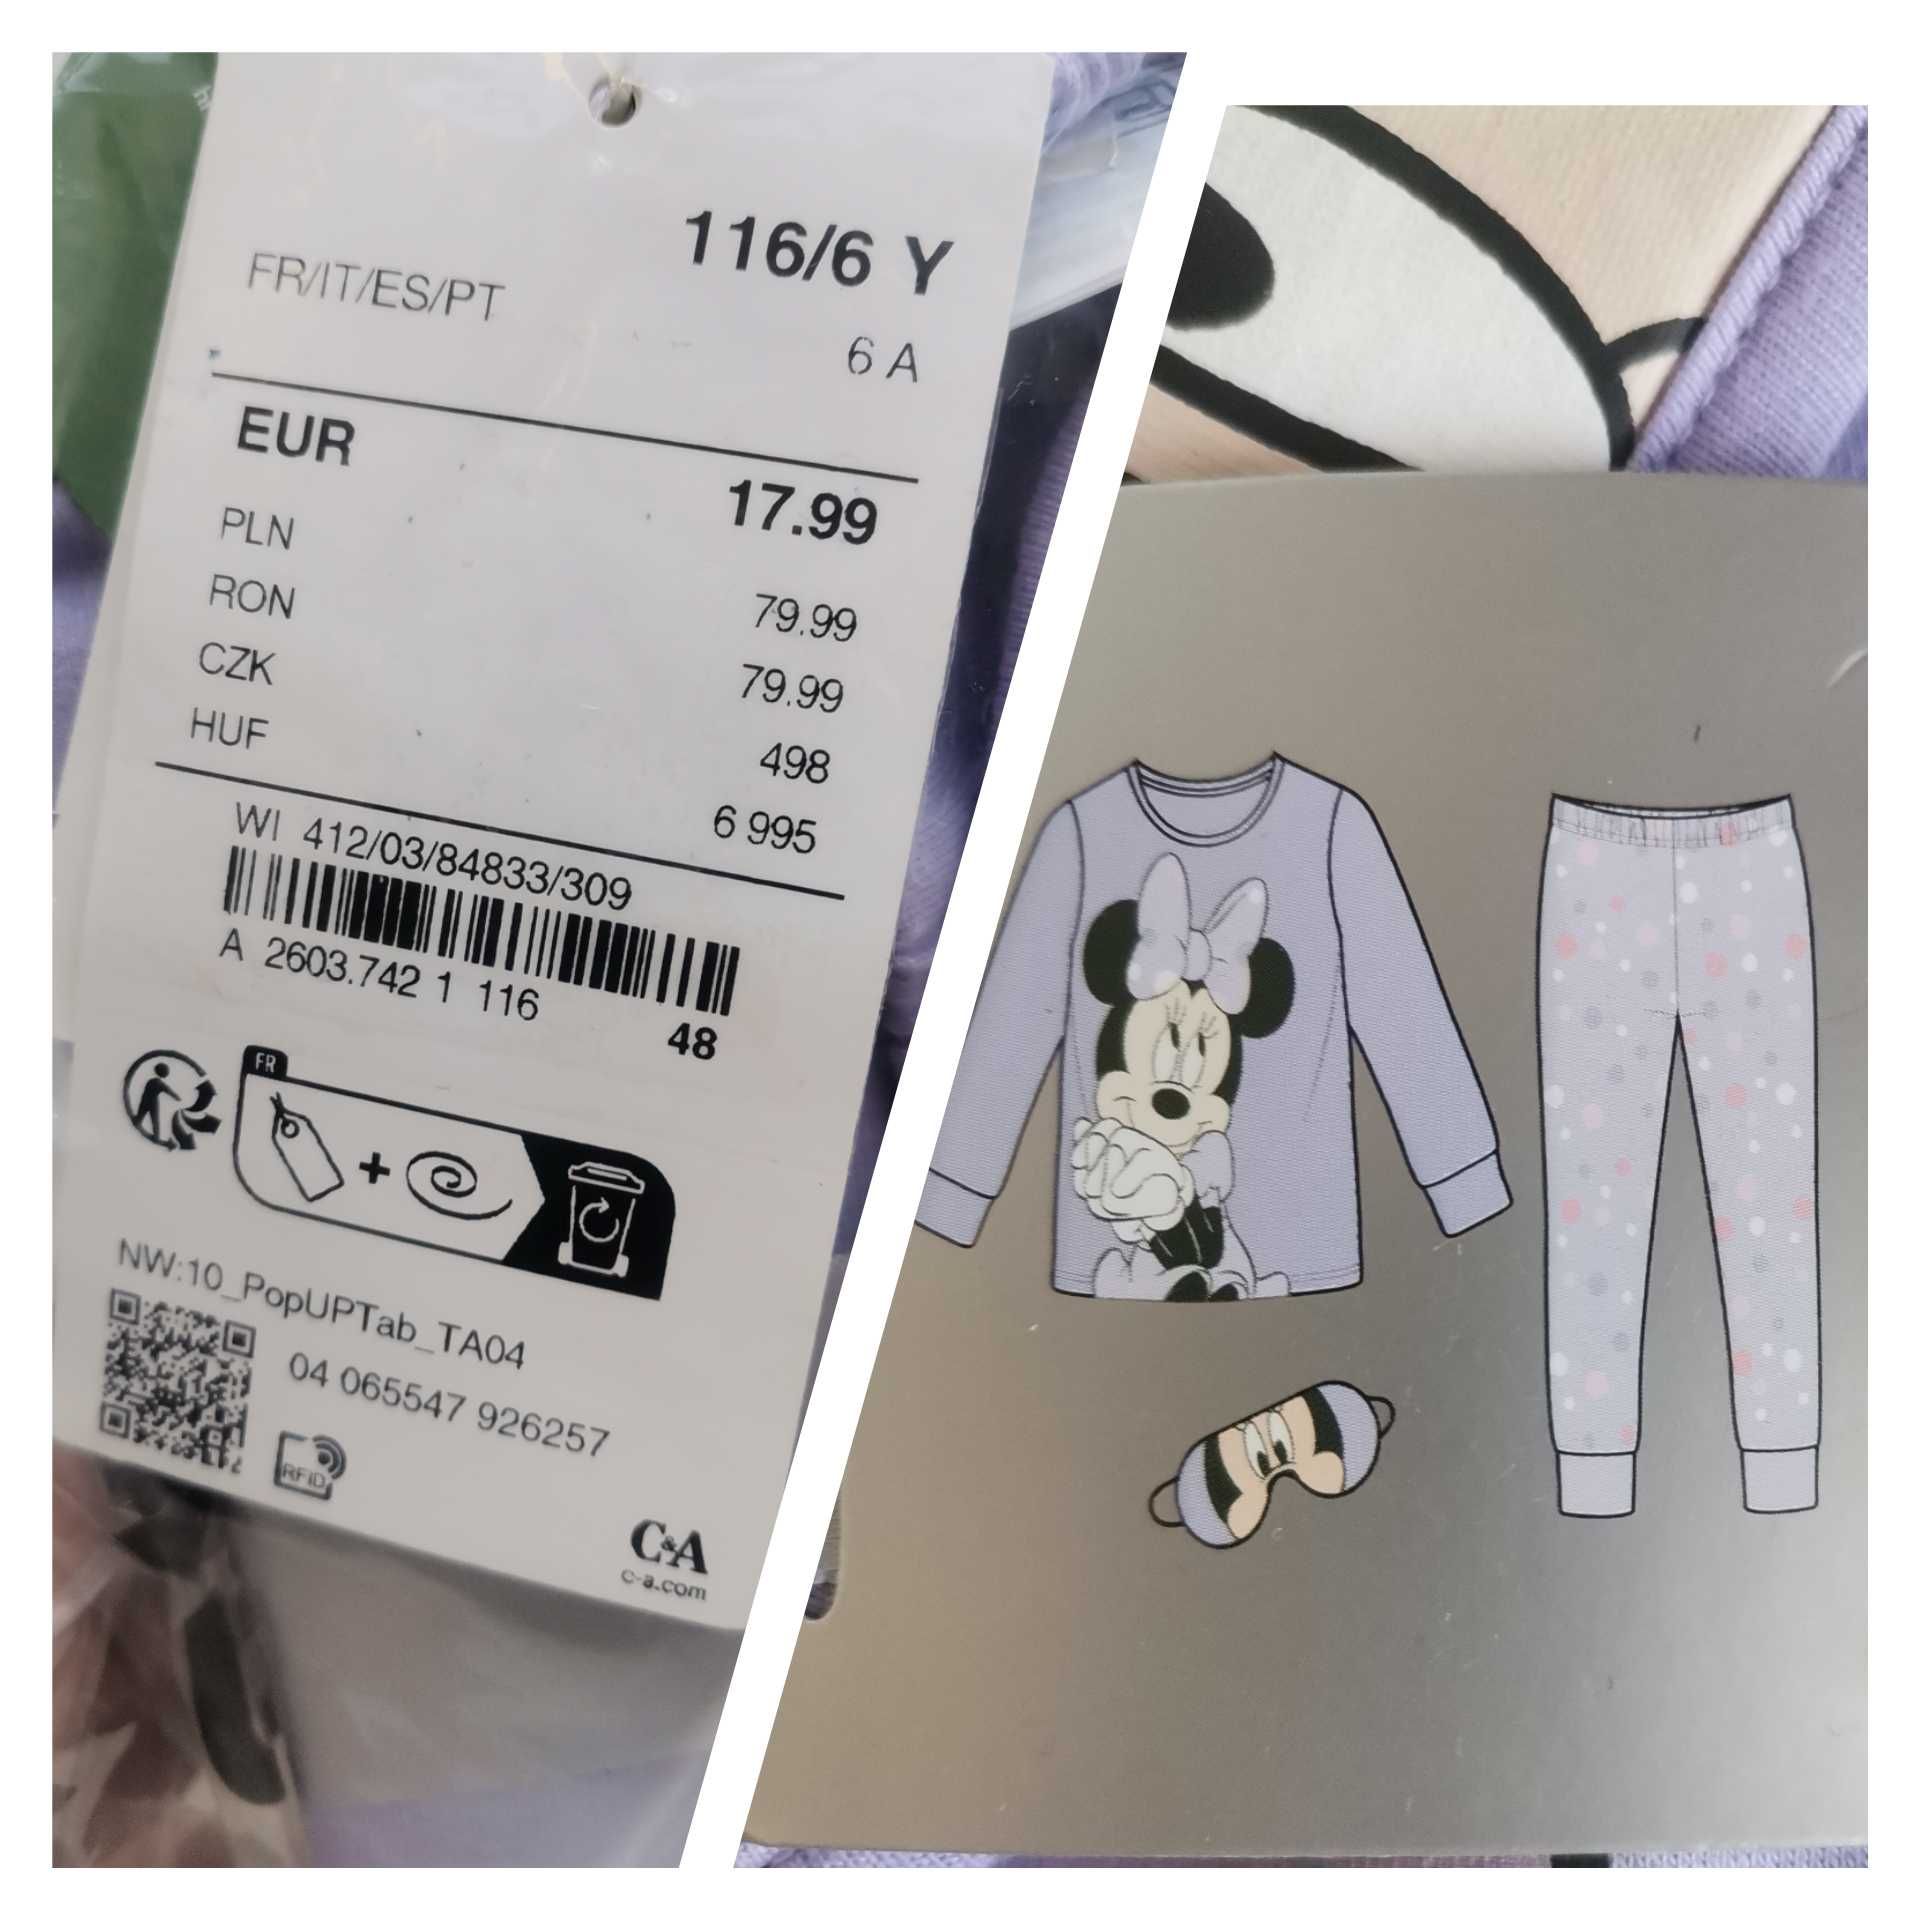 116/6 Y
FR/IT/ES/PT 6 A
EUR 17.99
PLN 79.99
RON 79.99
CZK 498
HUF 6 995
WI 412/03/84833/309
A 2603.742 1 116
48
FR
NW:10_PopUPTab_TA04
04 065547 926257
RFID
C&A
c-a.com